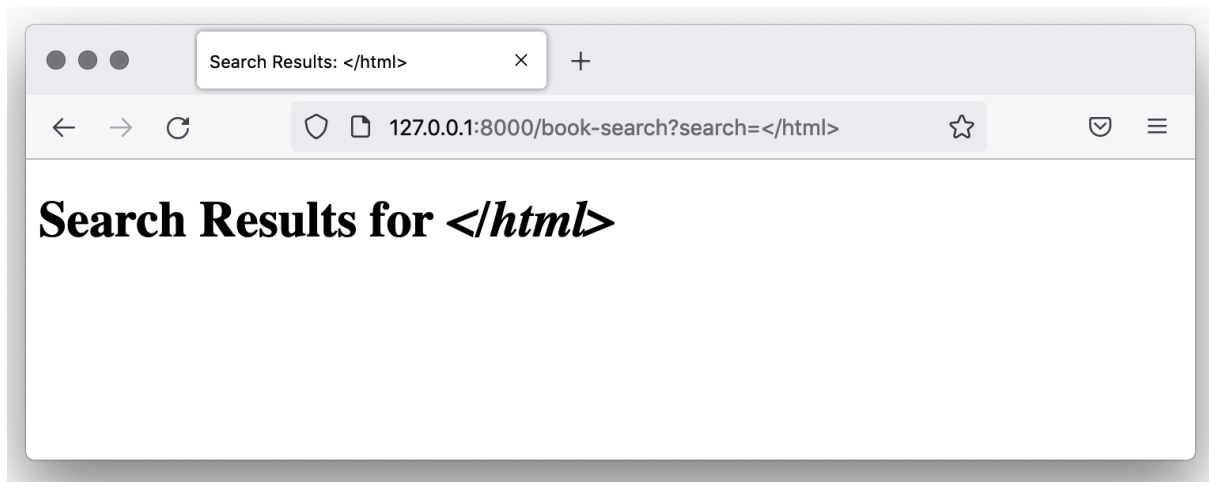 Search Results: </html>
127.0.0.1:8000/book-search?search=</html>
Search Results for </html>